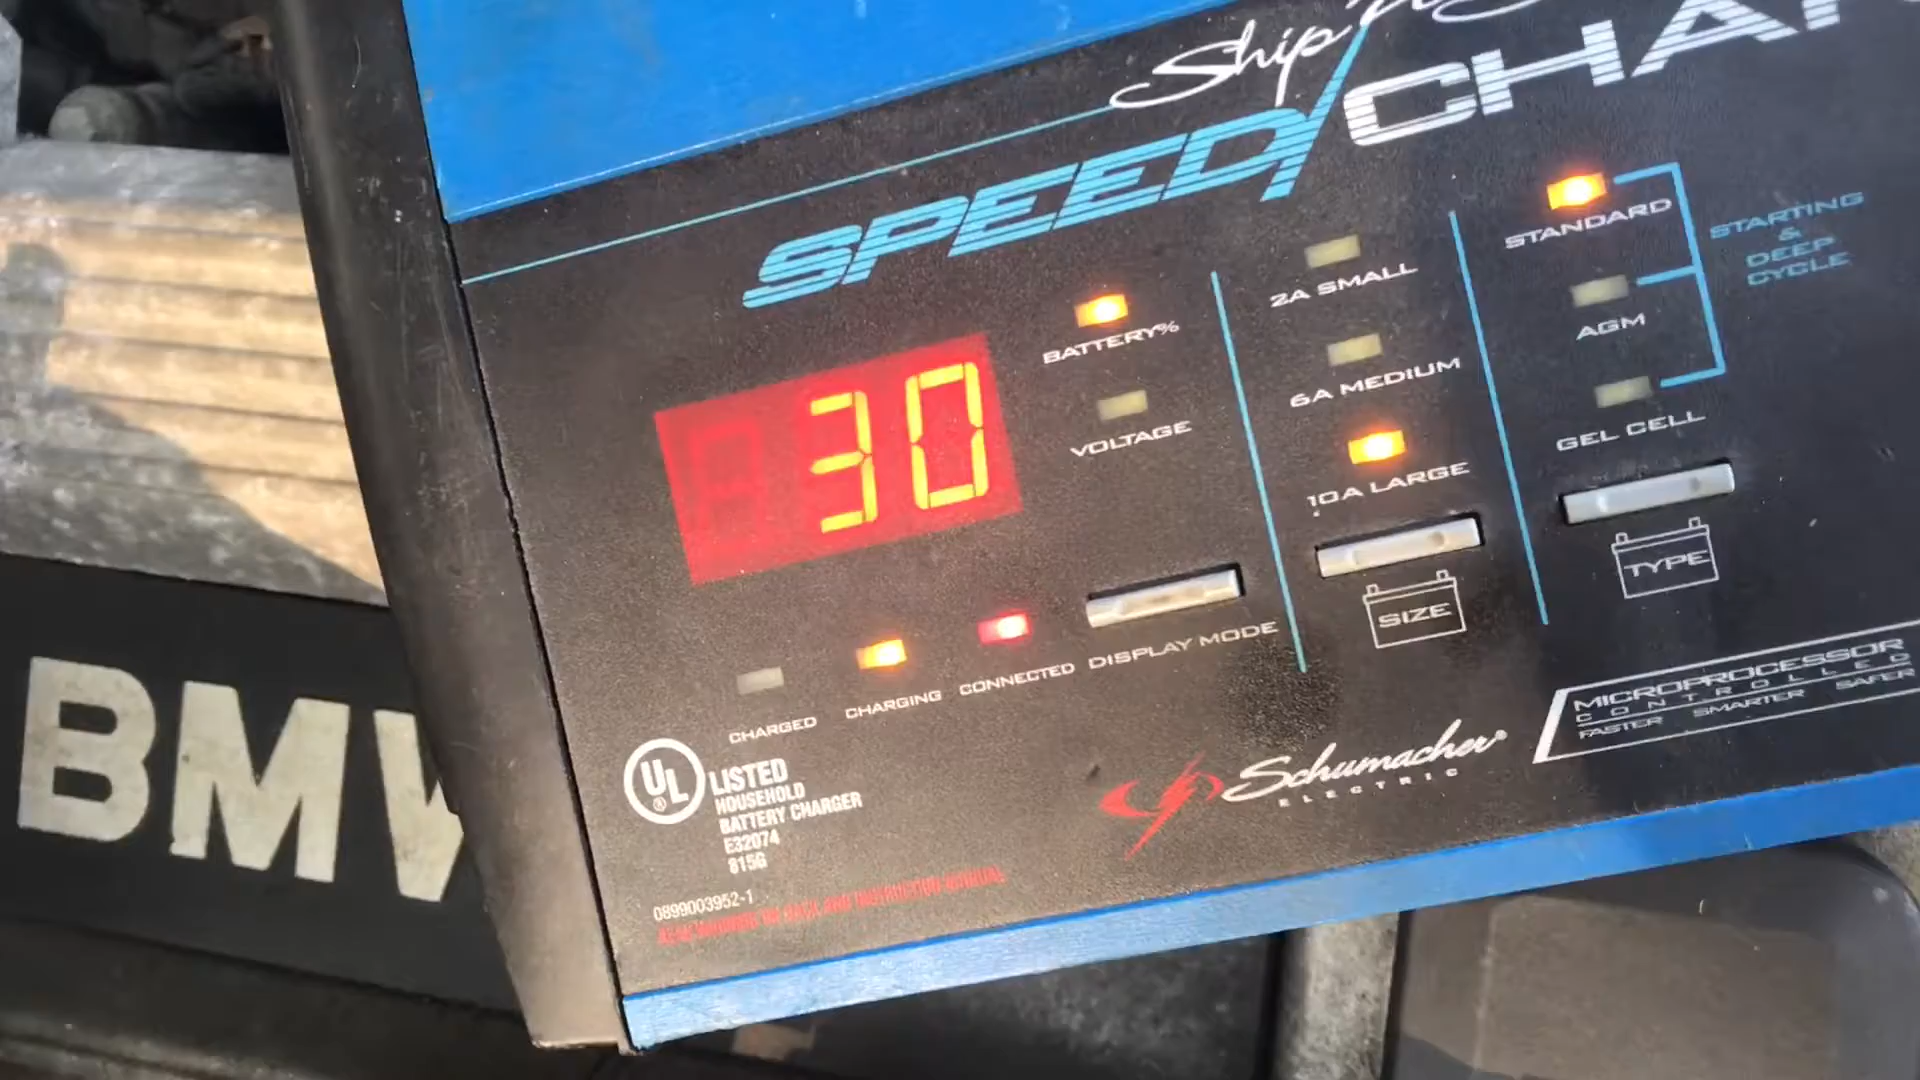 Ship
SPEED/CHAR
STANDARD
STARTING
&
DEEP
CYCLE
2A SMALL
AGM
BATTERY%
6A MEDIUM
30
VOLTAGE
GEL CELL
10A LARGE
TYPE
SIZE
CHARGED
CHARGING
CONNECTED
DISPLAY MODE
MICROPROCESSOR
CONTROLLED
FASTER SMARTER SAFER
Schumacher®
ELECTRIC
UL® LISTED
HOUSEHOLD
BATTERY CHARGER
E32074
815G
0899003952-1
BMW